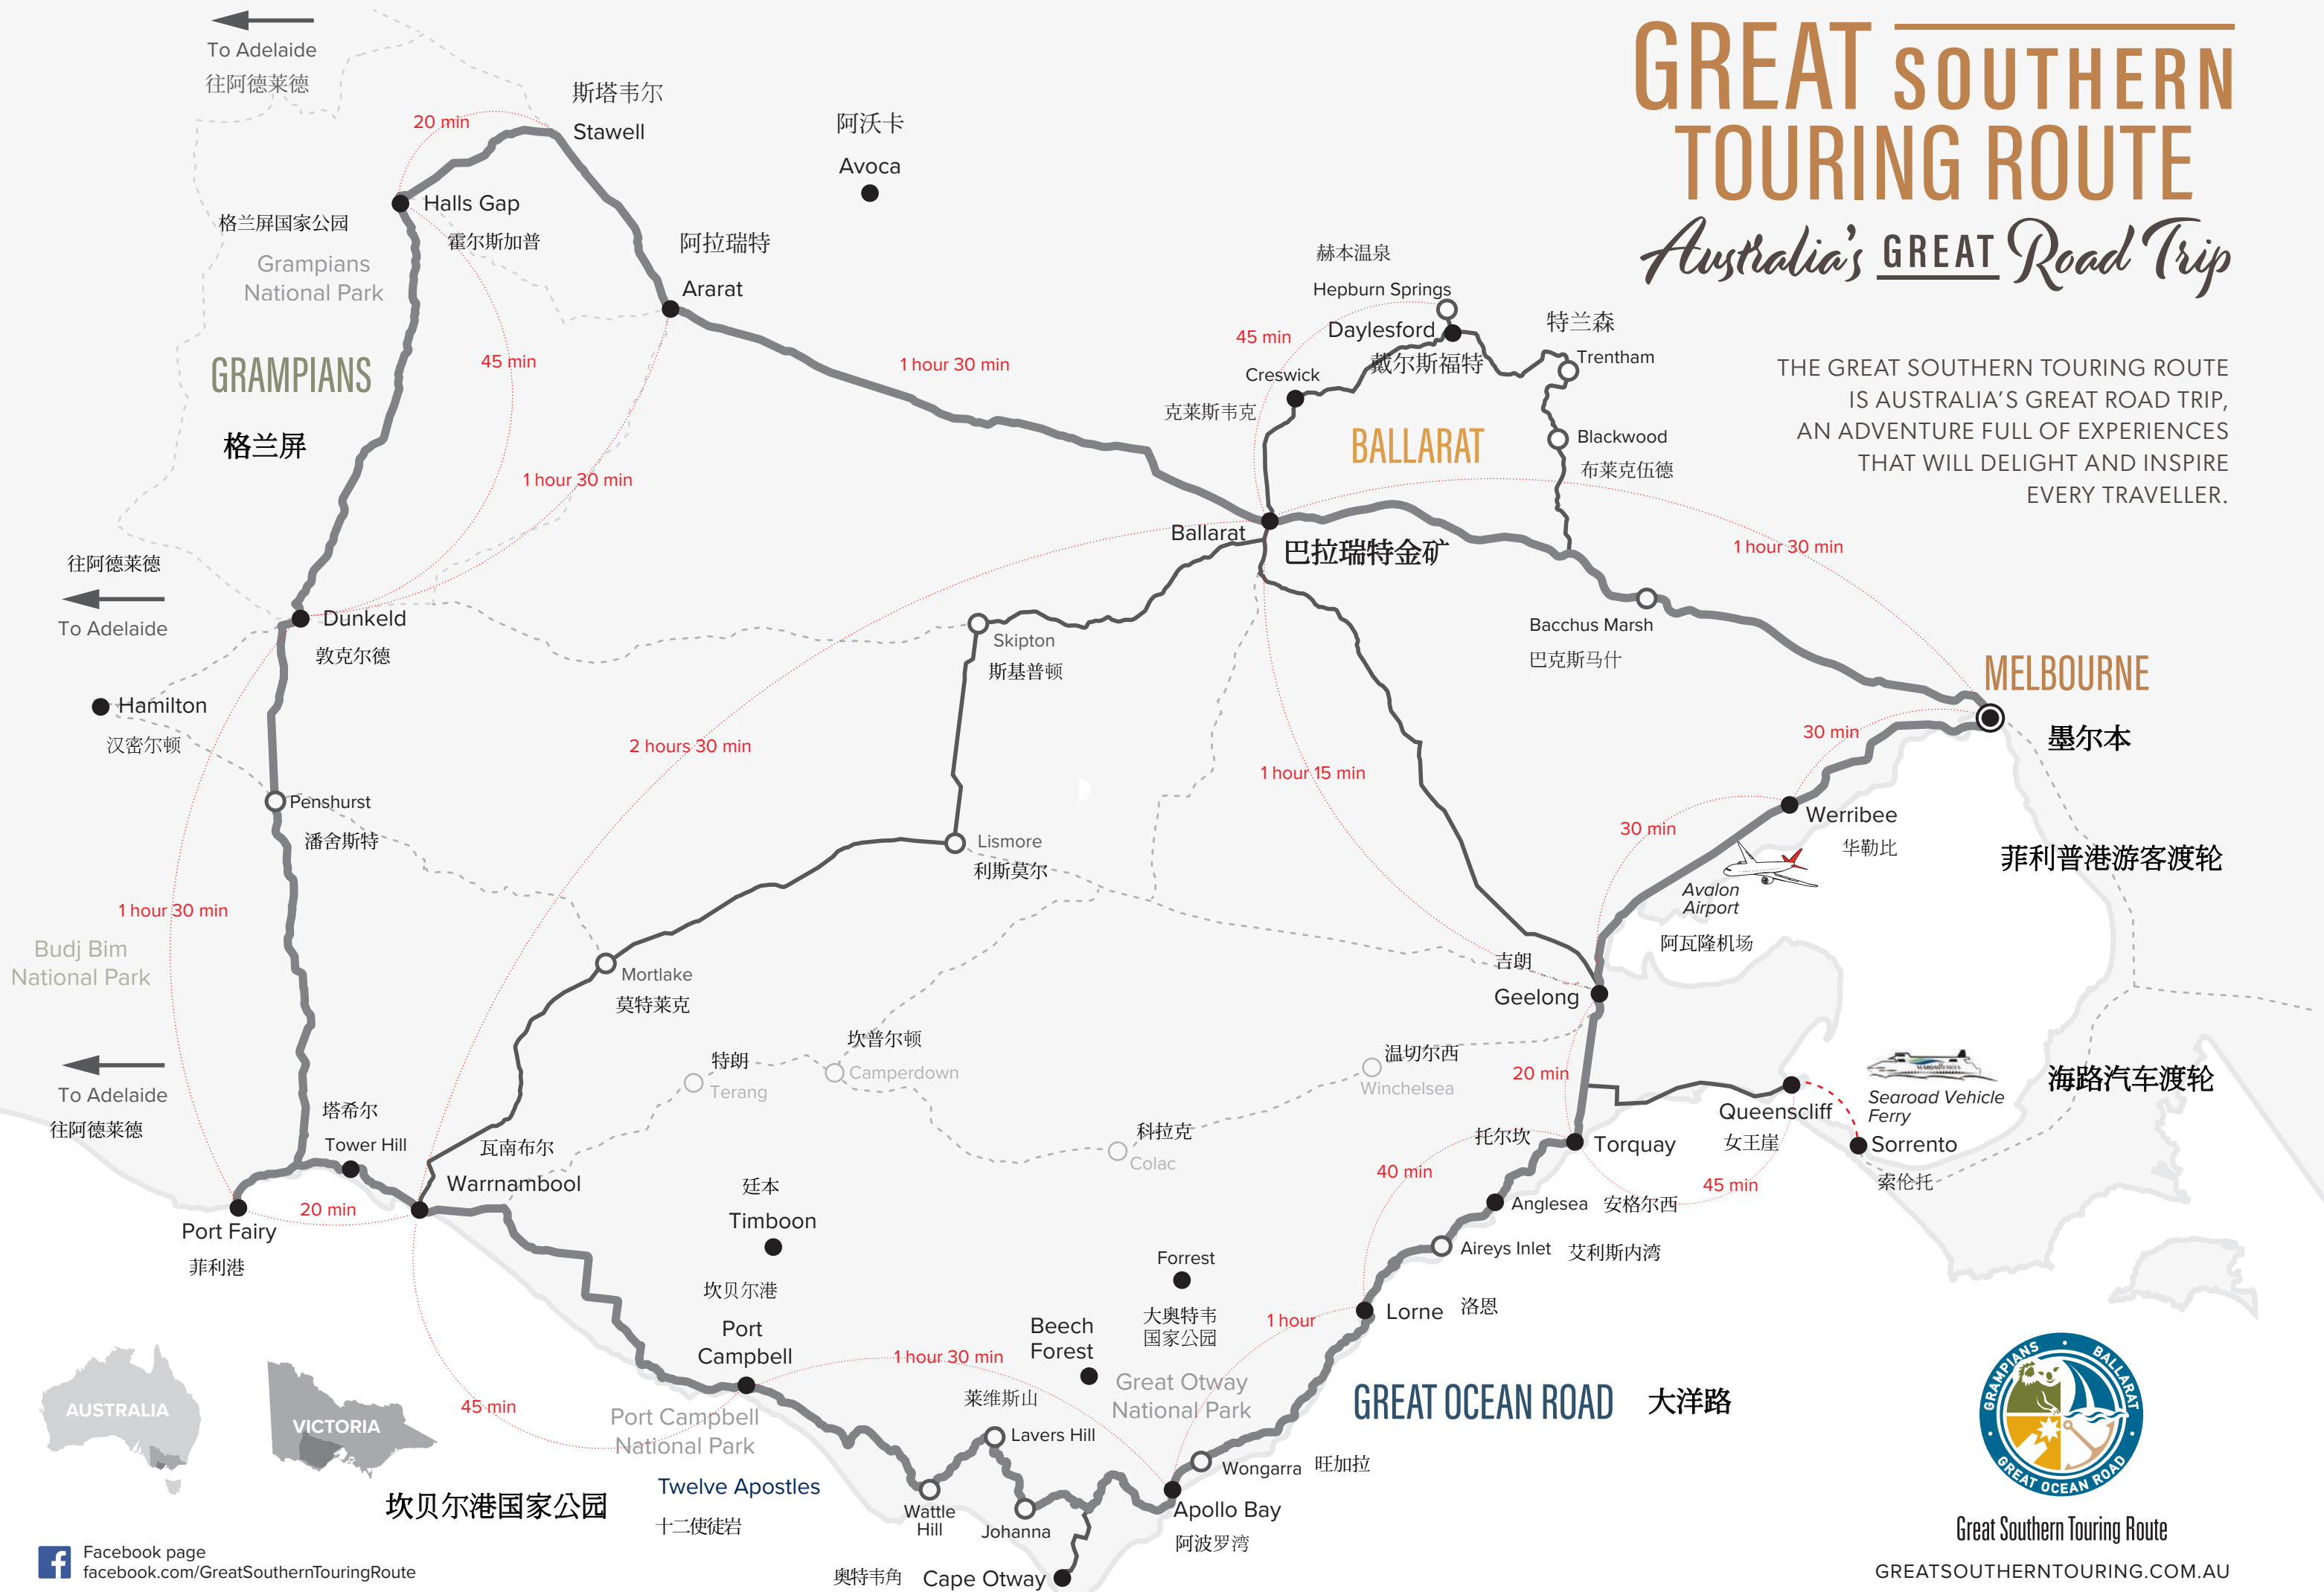 To Adelaide
往阿德莱德
GREAT SOUTHERN
TOURING ROUTE
Australia's GREAT Road Trip
THE GREAT SOUTHERN TOURING ROUTE
IS AUSTRALIA'S GREAT ROAD TRIP,
AN ADVENTURE FULL OF EXPERIENCES
THAT WILL DELIGHT AND INSPIRE
EVERY TRAVELLER.
20 min
斯塔韦尔
Stawell
阿沃卡
Avoca
Halls Gap
霍尔斯加普
格兰屏国家公园
Grampians
National Park
阿拉瑞特
Ararat
GRAMPIANS
格兰屏
45 min
1 hour 30 min
1 hour 30 min
赫本温泉
Hepburn Springs
45 min
Daylesford
戴尔斯福特
特兰森
Trentham
Creswick
克莱斯韦克
BALLARAT
Blackwood
布莱克伍德
Ballarat
巴拉瑞特金矿
1 hour 30 min
往阿德莱德
To Adelaide
Dunkeld
敦克尔德
Skipton
斯基普顿
Bacchus Marsh
巴克斯马什
MELBOURNE
墨尔本
Hamilton
汉密尔顿
2 hours 30 min
1 hour 15 min
30 min
Penshurst
潘舍斯特
Lismore
利斯莫尔
30 min
Werribee
华勒比
菲利普港游客渡轮
Avalon
Airport
阿瓦隆机场
1 hour 30 min
Budj Bim
National Park
Mortlake
莫特莱克
吉朗
Geelong
To Adelaide
往阿德莱德
特朗
Terang
坎普尔顿
Camperdown
温切尔西
Winchelsea
20 min
SEAROAD FERRIES
Searoad Vehicle
Ferry
海路汽车渡轮
Queenscliff
女王崖
Sorrento
索伦托
塔希尔
Tower Hill
瓦南布尔
Warrnambool
科拉克
Colac
托尔坎
Torquay
40 min
45 min
20 min
Port Fairy
菲利港
廷本
Timboon
Anglesea 安格尔西
Aireys Inlet 艾利斯内湾
Forrest
大奥特韦
国家公园
坎贝尔港
Port
Campbell
Beech
Forest
1 hour
Lorne 洛恩
1 hour 30 min
45 min
Great Otway
National Park
GREAT OCEAN ROAD 大洋路
Port Campbell
National Park
莱维斯山
Lavers Hill
Wongarra 旺加拉
Twelve Apostles
十二使徒岩
坎贝尔港国家公园
Wattle
Hill
Johanna
Apollo Bay
阿波罗湾
奥特韦角 Cape Otway
AUSTRALIA
VICTORIA
Facebook page
facebook.com/GreatSouthernTouringRoute
GRAMPIANS • BALLARAT • GREAT OCEAN ROAD •
Great Southern Touring Route
GREATSOUTHERNTOURING.COM.AU